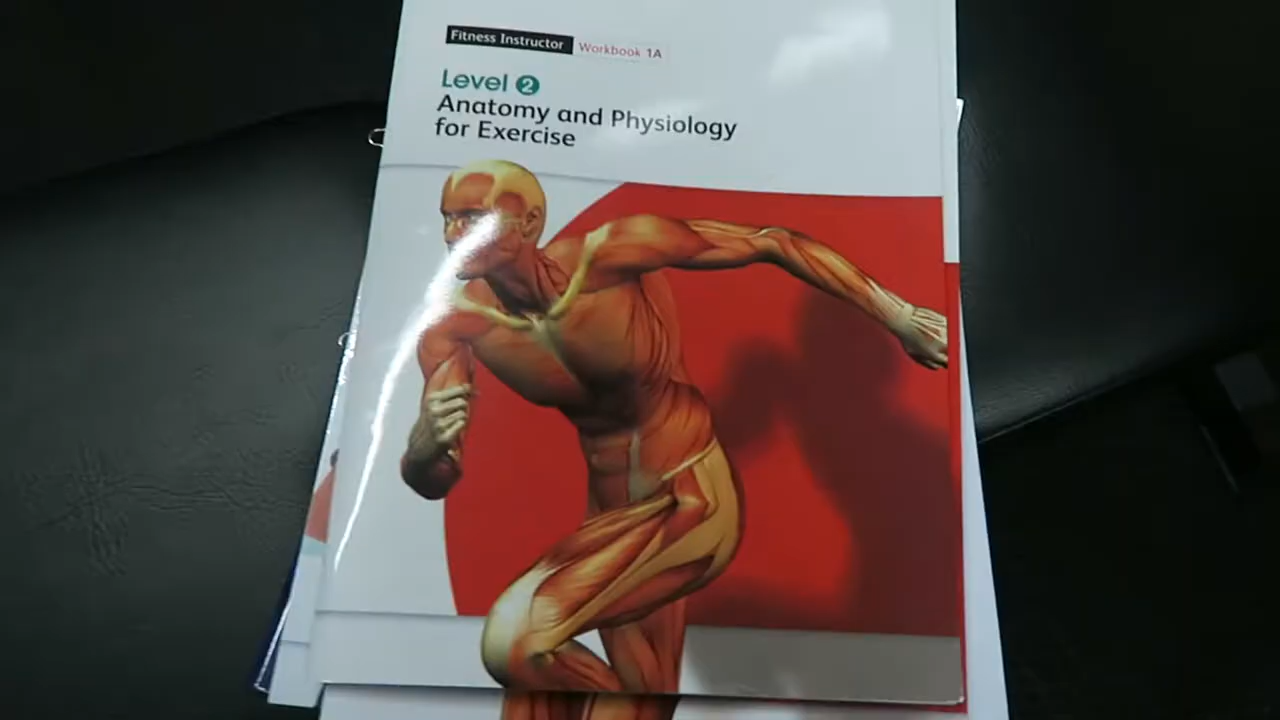 Fitness Instructor Workbook 1A
Level 2
Anatomy and Physiology
for Exercise